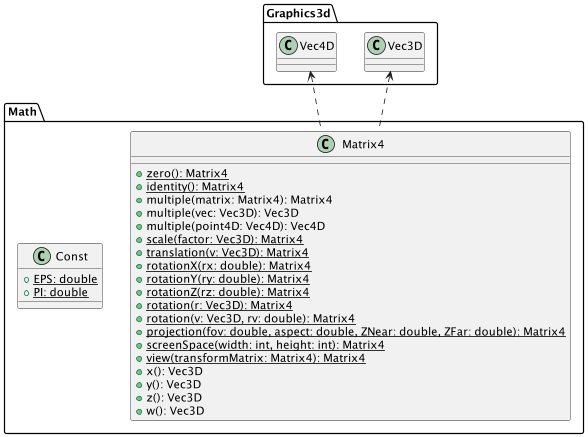 Graphics3d
C Vec4D
C Vec3D
Math
C Matrix4
zero(): Matrix4
identity(): Matrix4
multiple(matrix: Matrix4): Matrix4
multiple(vec: Vec3D): Vec3D
multiple(point4D: Vec4D): Vec4D
scale(factor: Vec3D): Matrix4
translation(v: Vec3D): Matrix4
rotationX(rx: double): Matrix4
rotationY(ry: double): Matrix4
rotationZ(rz: double): Matrix4
rotation(r: Vec3D): Matrix4
rotation(v: Vec3D, rv: double): Matrix4
projection(fov: double, aspect: double, ZNear: double, ZFar: double): Matrix4
screenSpace(width: int, height: int): Matrix4
view(transformMatrix: Matrix4): Matrix4
x(): Vec3D
y(): Vec3D
z(): Vec3D
w(): Vec3D
C Const
EPS: double
PI: double